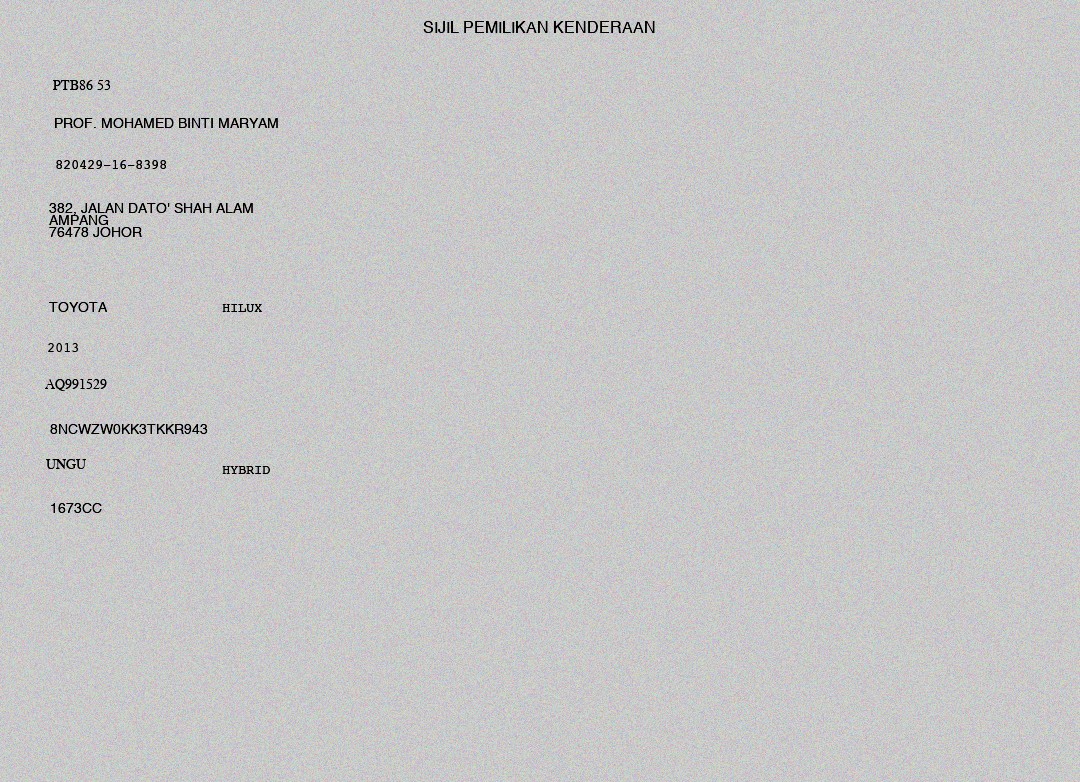 SIJIL PEMILIKAN KENDERAAN
PTB86 53
PROF. MOHAMED BINTI MARYAM
820429-16-8398
382, JALAN DATO' SHAH ALAM
AMPANG
76478 JOHOR
TOYOTA HILUX
2013
AQ991529
8NCWZW0KK3TKKR943
UNGU HYBRID
1673CC